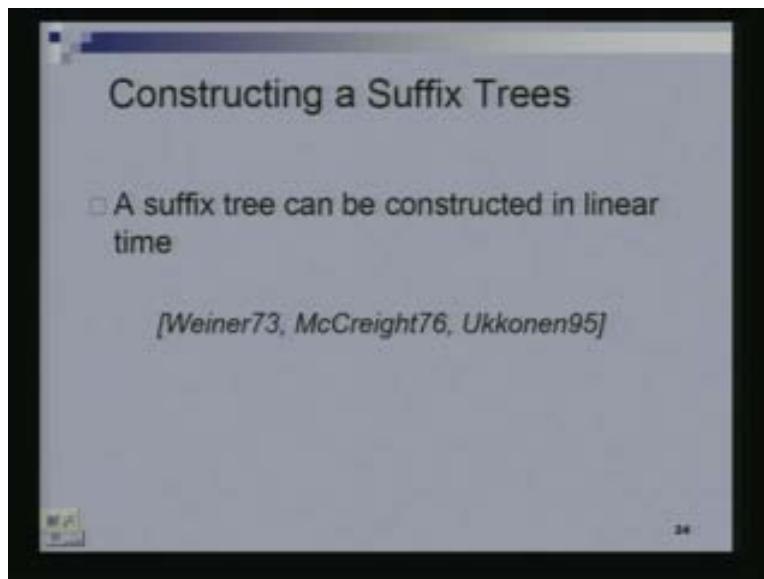 Constructing a Suffix Trees
A suffix tree can be constructed in linear
time
[Weiner73, McCreight76, Ukkonen95]
24